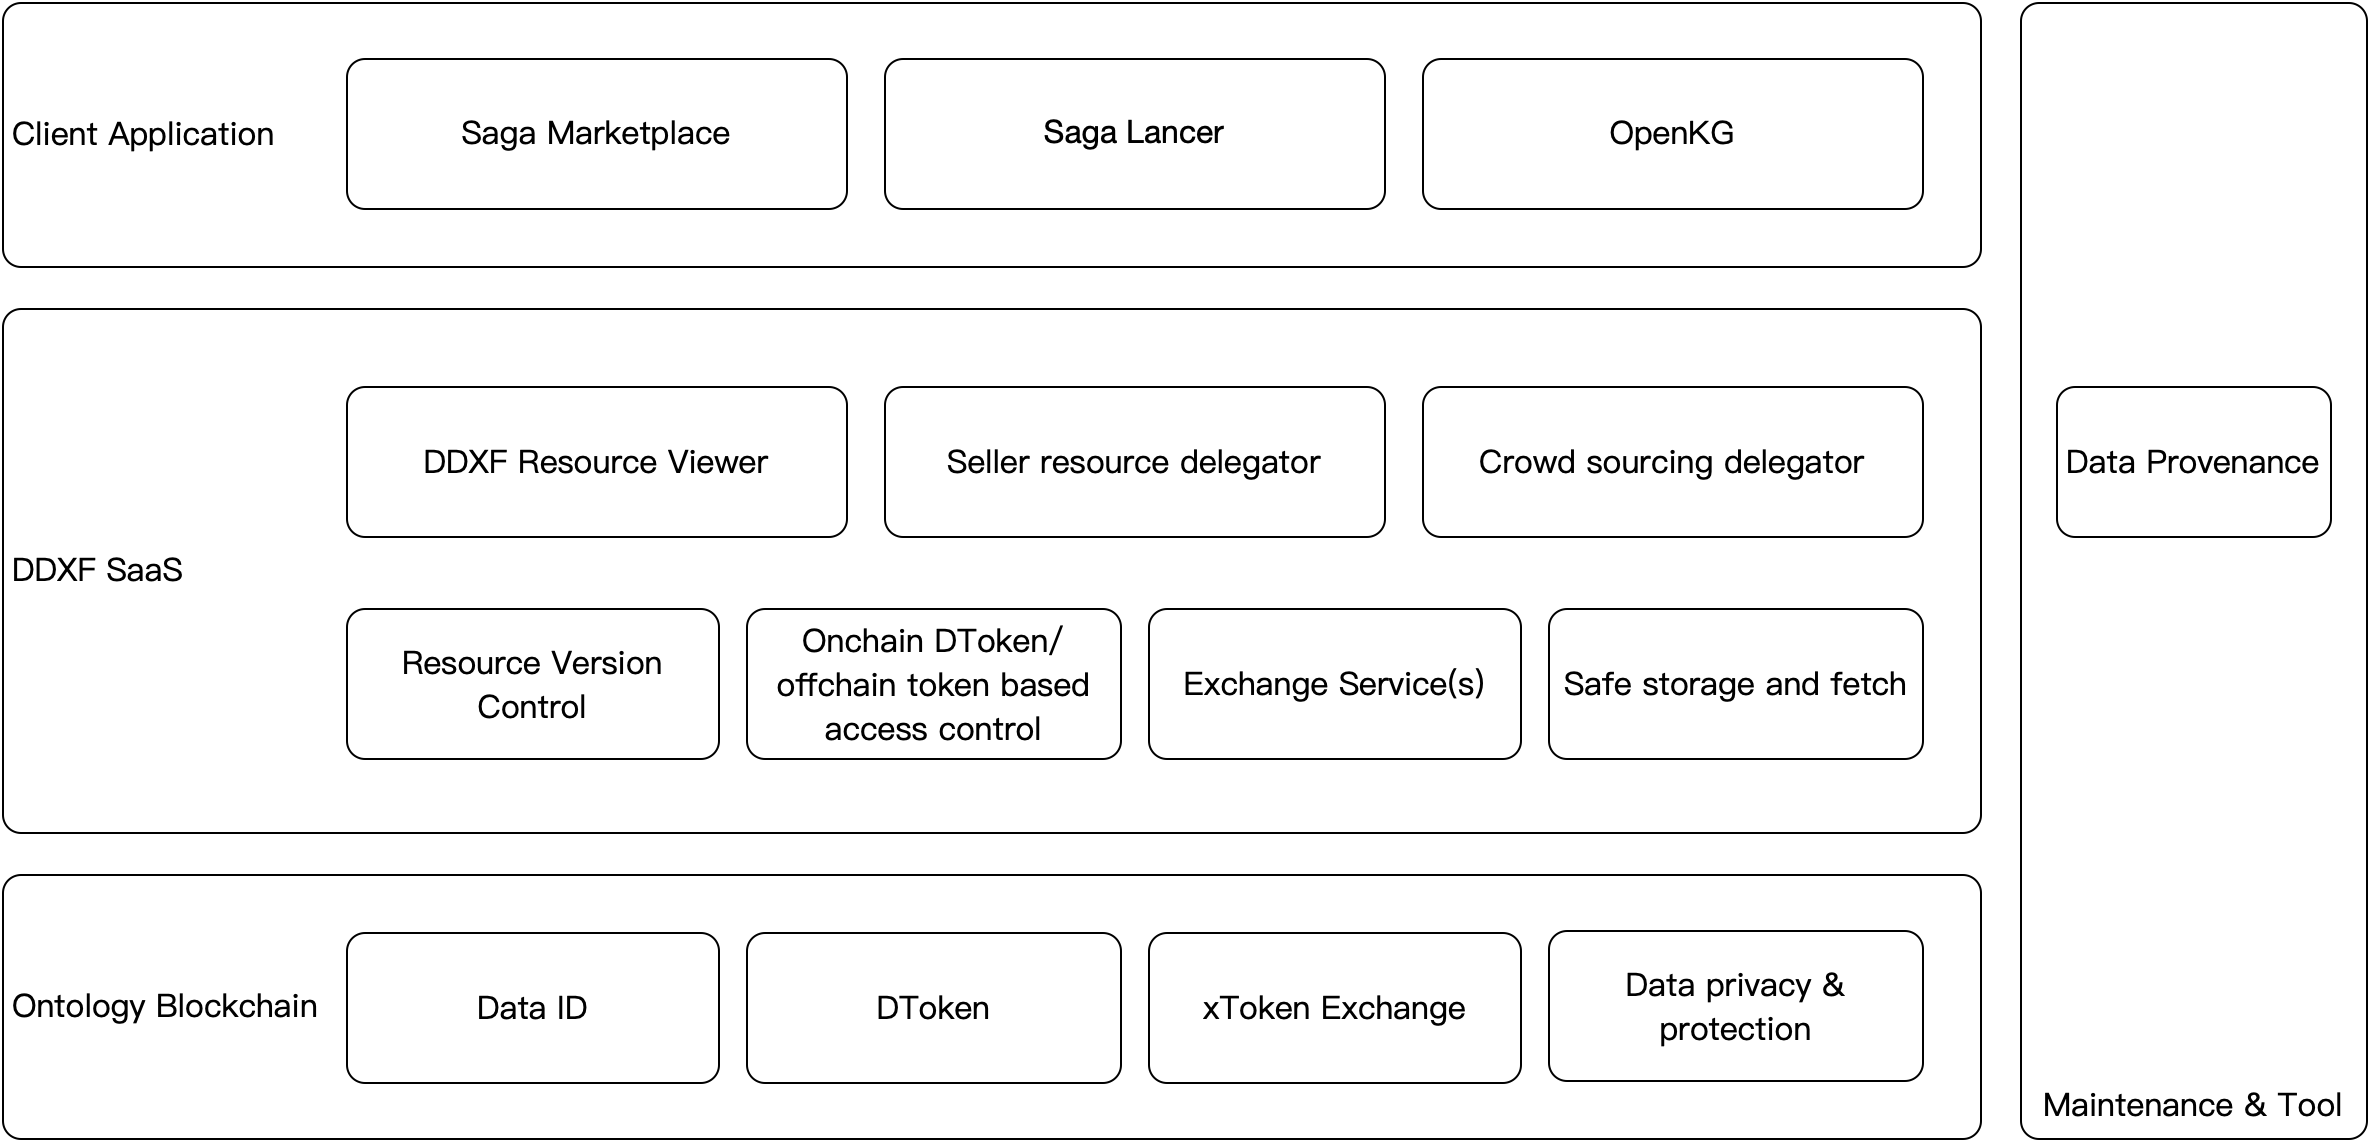 Client Application
Saga Marketplace
Saga Lancer
OpenKG
DDXF SaaS
DDXF Resource Viewer
Seller resource delegator
Crowd sourcing delegator
Resource Version
Control
Onchain DToken/
offchain token based
access control
Exchange Service(s)
Safe storage and fetch
Ontology Blockchain
Data ID
DToken
xToken Exchange
Data privacy &
protection
Data Provenance
Maintenance & Tool